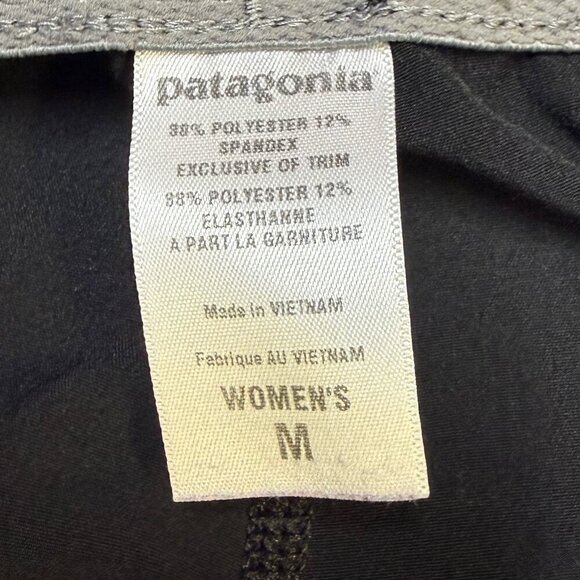 patagonia
88% POLYESTER 12%
SPANDEX
EXCLUSIVE OF TRIM
88% POLYESTER 12%
ELASTHANNE
A PART LA GARNITURE
Made in VIETNAM
Fabrique AU VIETNAM
WOMEN'S
M